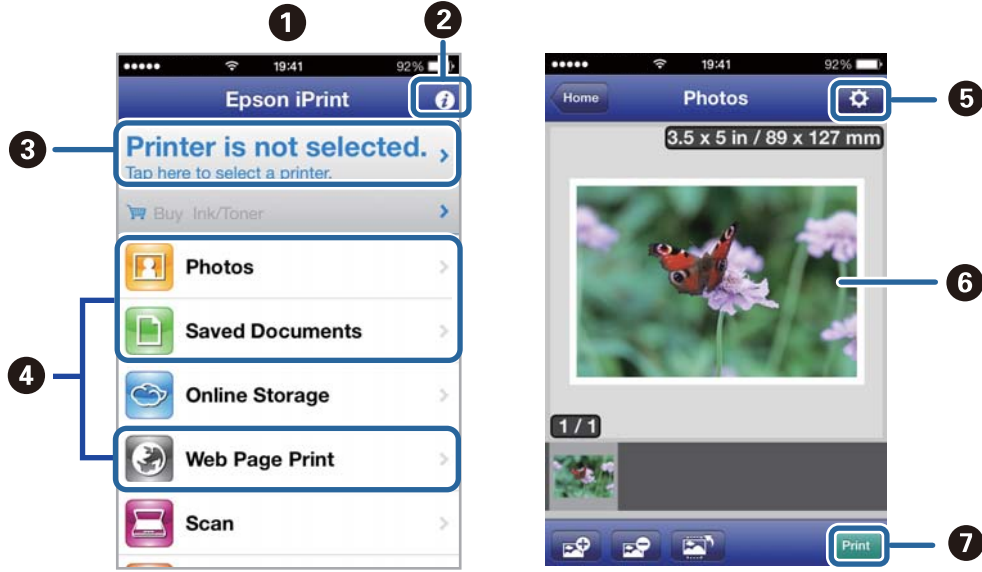 1
2
19:41
92%
Epson iPrint
3
Printer is not selected.
Tap here to select a printer.
Buy Ink/Toner
Photos
Saved Documents
4
Online Storage
Web Page Print
Scan
19:41
92%
Home
Photos
5
3.5 x 5 in / 89 x 127 mm
6
1 / 1
Print
7